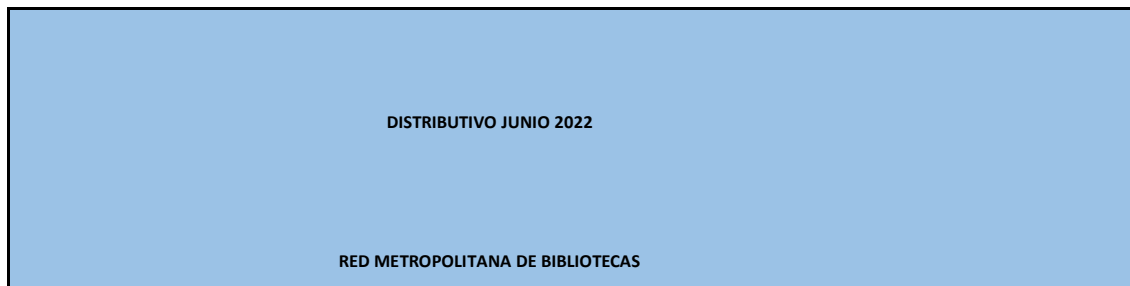 DISTRIBUTIVO JUNIO 2022
RED METROPOLITANA DE BIBLIOTECAS